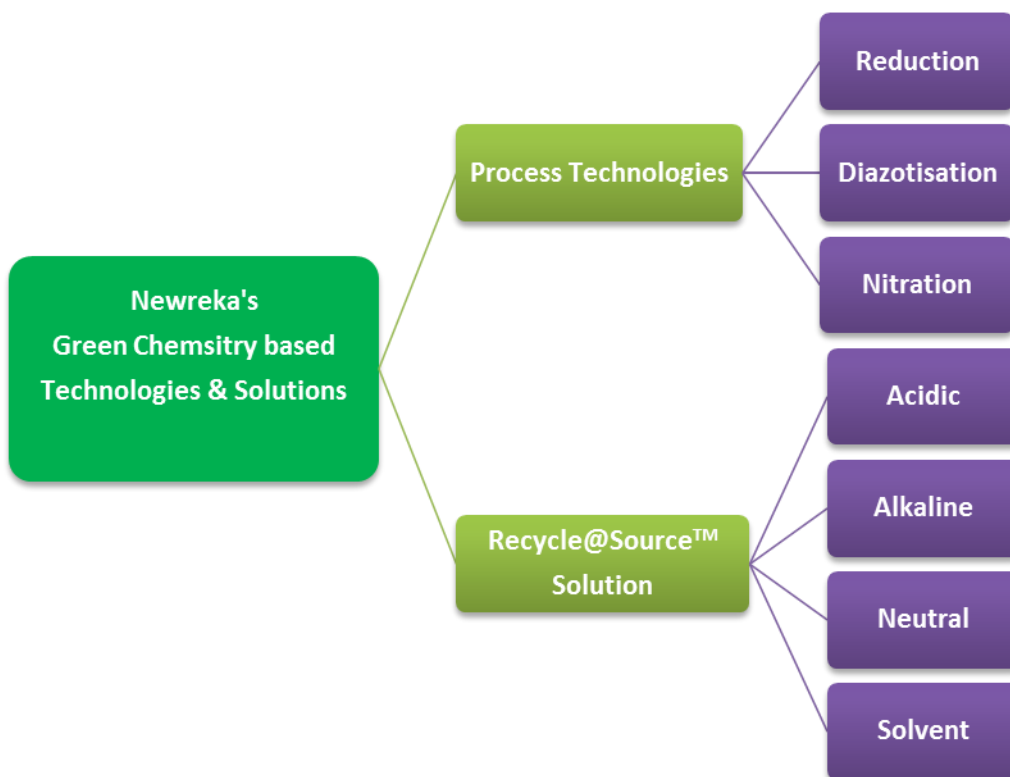 Newreka's
Green Chemsitry based
Technologies & Solutions
Process Technologies
Reduction
Diazotisation
Nitration
Recycle@Source™
Solution
Acidic
Alkaline
Neutral
Solvent